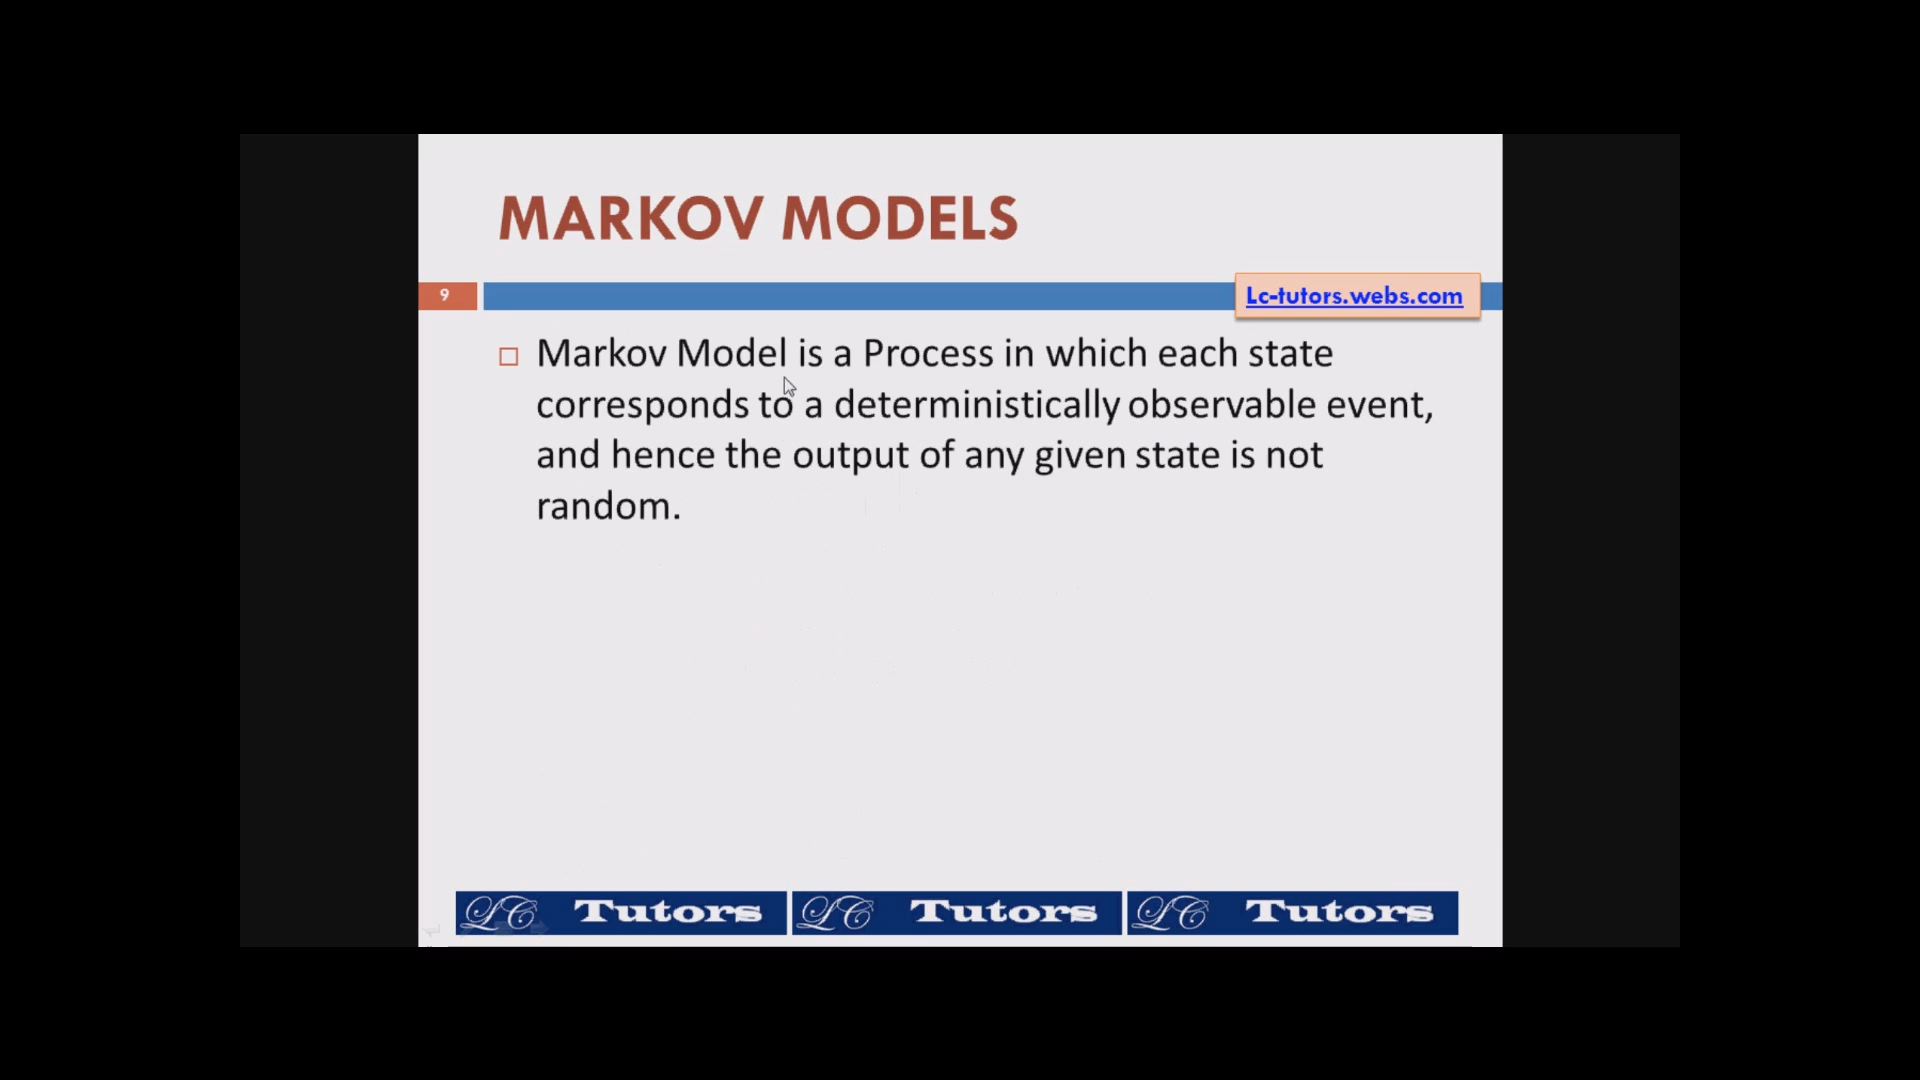 MARKOV MODELS
9
Lc-tutors.webs.com
Markov Model is a Process in which each state
corresponds to a deterministically observable event,
and hence the output of any given state is not
random.
LC Tutors LC Tutors LC Tutors